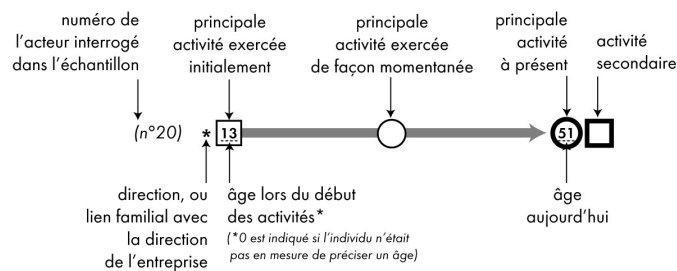 numéro de
l'acteur interrogé
dans l'échantillon
principale
activité exercée
initialement
principale
activité exercée
de façon momentanée
principale
activité
à présent
activité
secondaire
(n°20)
*
13
51
direction, ou
lien familial avec
la direction
de l'entreprise
âge lors du début
des activités*
(*0 est indiqué si l'individu n'était
pas en mesure de préciser un âge)
âge
aujourd'hui